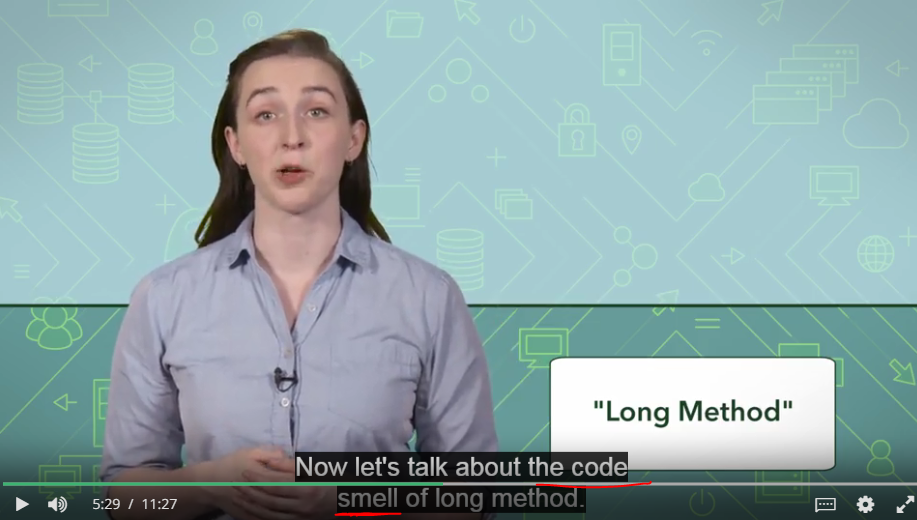 "Long Method"
Now let's talk about the code
smell of long method.
5:29 / 11:27